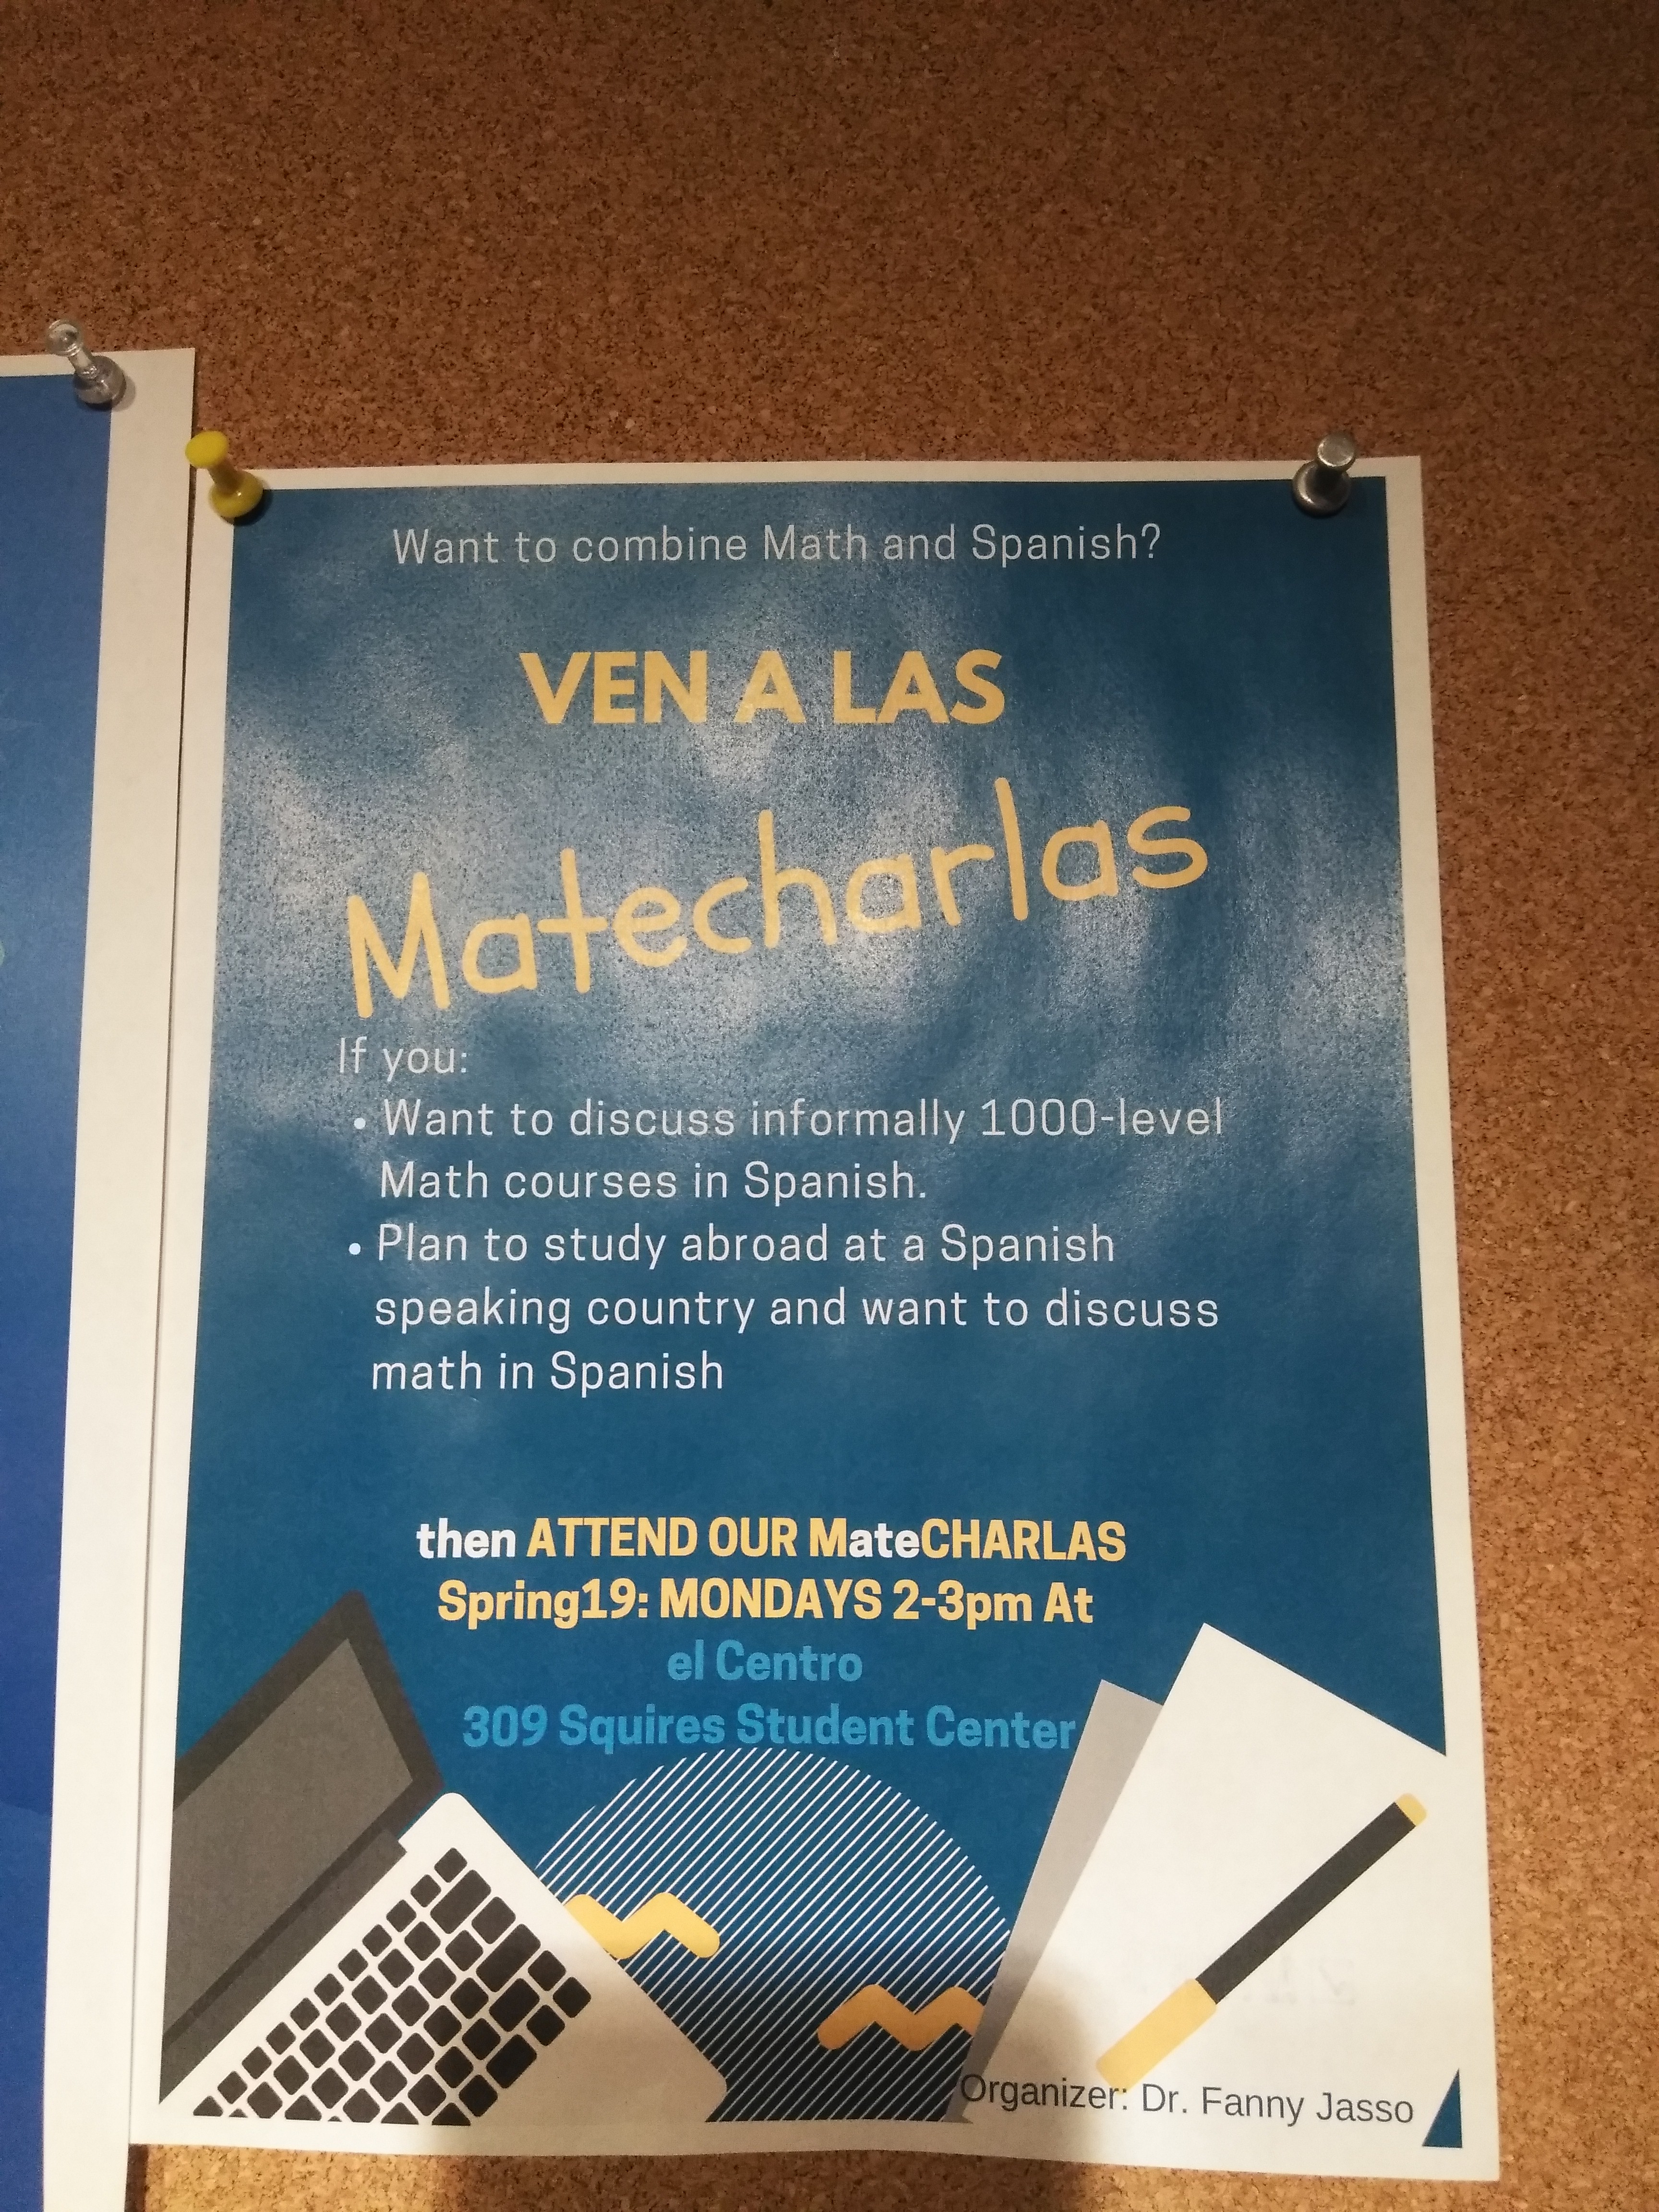 Want to combine Math and Spanish?
VEN A LAS
Matecharlas
If you:
• Want to discuss informally 1000-level
Math courses in Spanish.
• Plan to study abroad at a Spanish
speaking country and want to discuss
math in Spanish
then ATTEND OUR MateCHARLAS
Spring19: MONDAYS 2-3pm At
el Centro
309 Squires Student Center
Organizer: Dr. Fanny Jasso